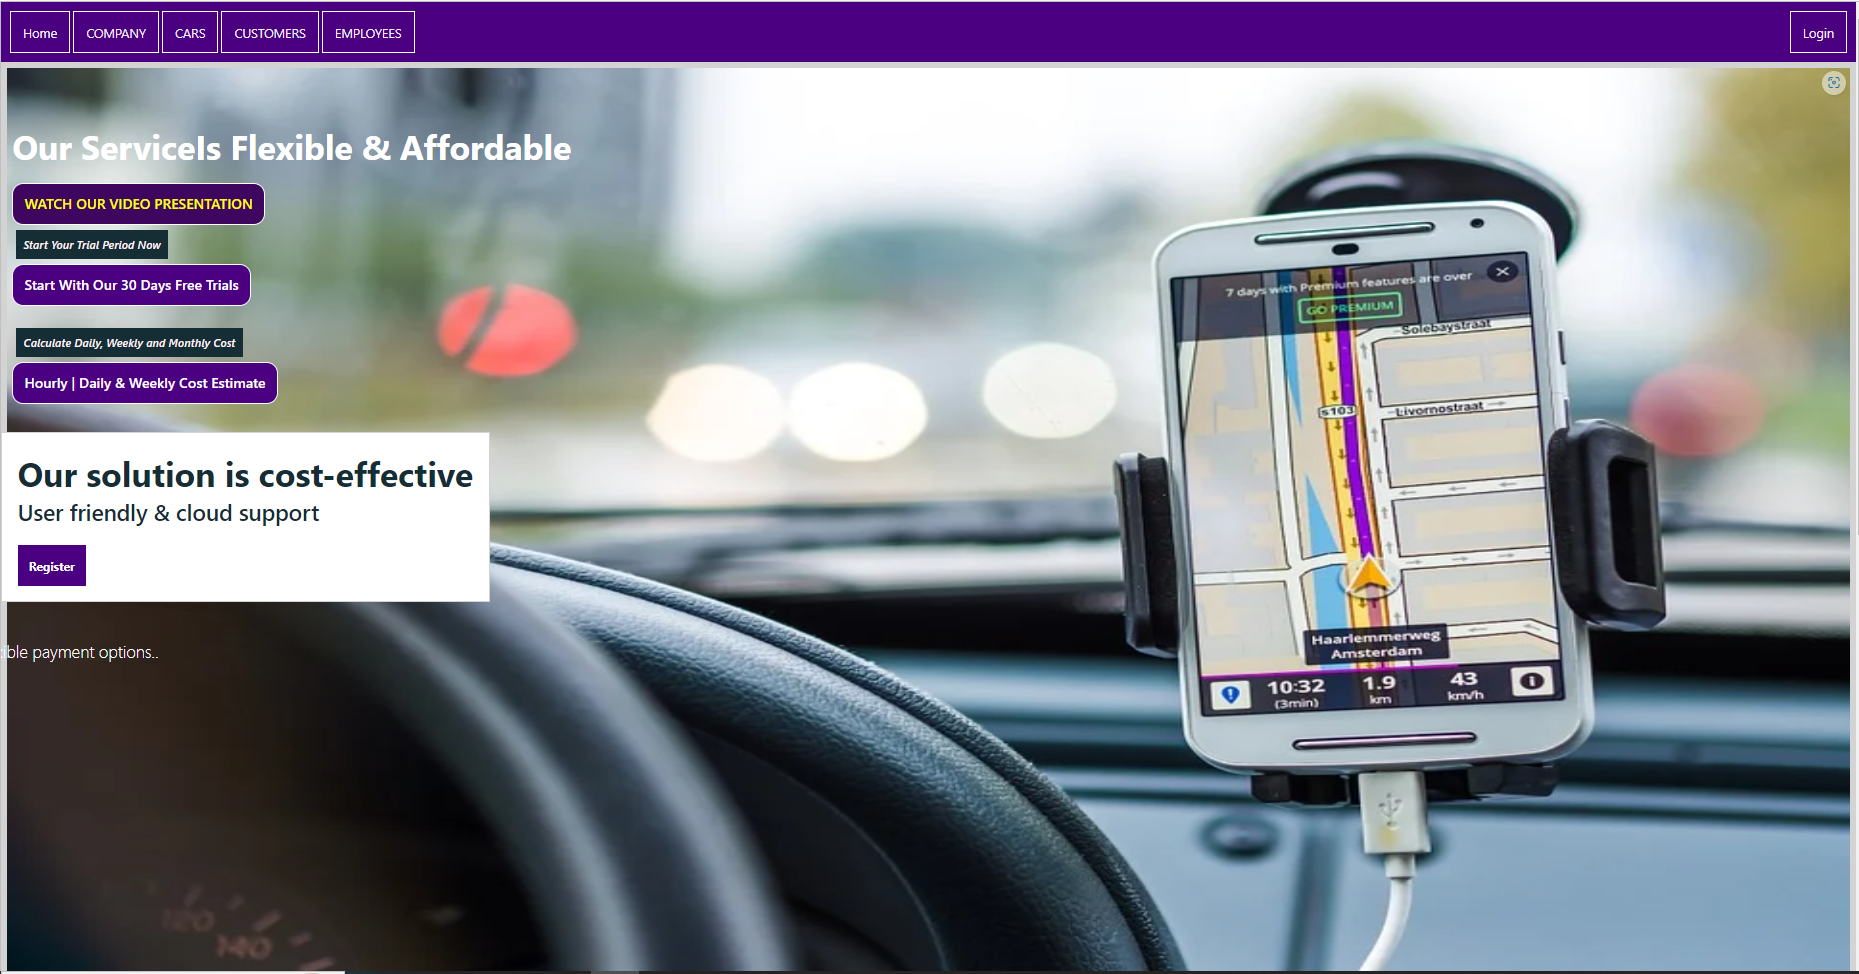 Home COMPANY CARS CUSTOMERS EMPLOYEES Login
Our ServiceIs Flexible & Affordable
WATCH OUR VIDEO PRESENTATION
Start Your Trial Period Now
Start With Our 30 Days Free Trials
Calculate Daily, Weekly and Monthly Cost
Hourly | Daily & Weekly Cost Estimate
Our solution is cost-effective
User friendly & cloud support
Register
payment options..
7 days with Premium features are over
GO PREMIUM
Solebaystraat
s103
Livornostraat
Haarlemmerweg
Amsterdam
10:32 1.9 43
(3min) km km/h
120
140